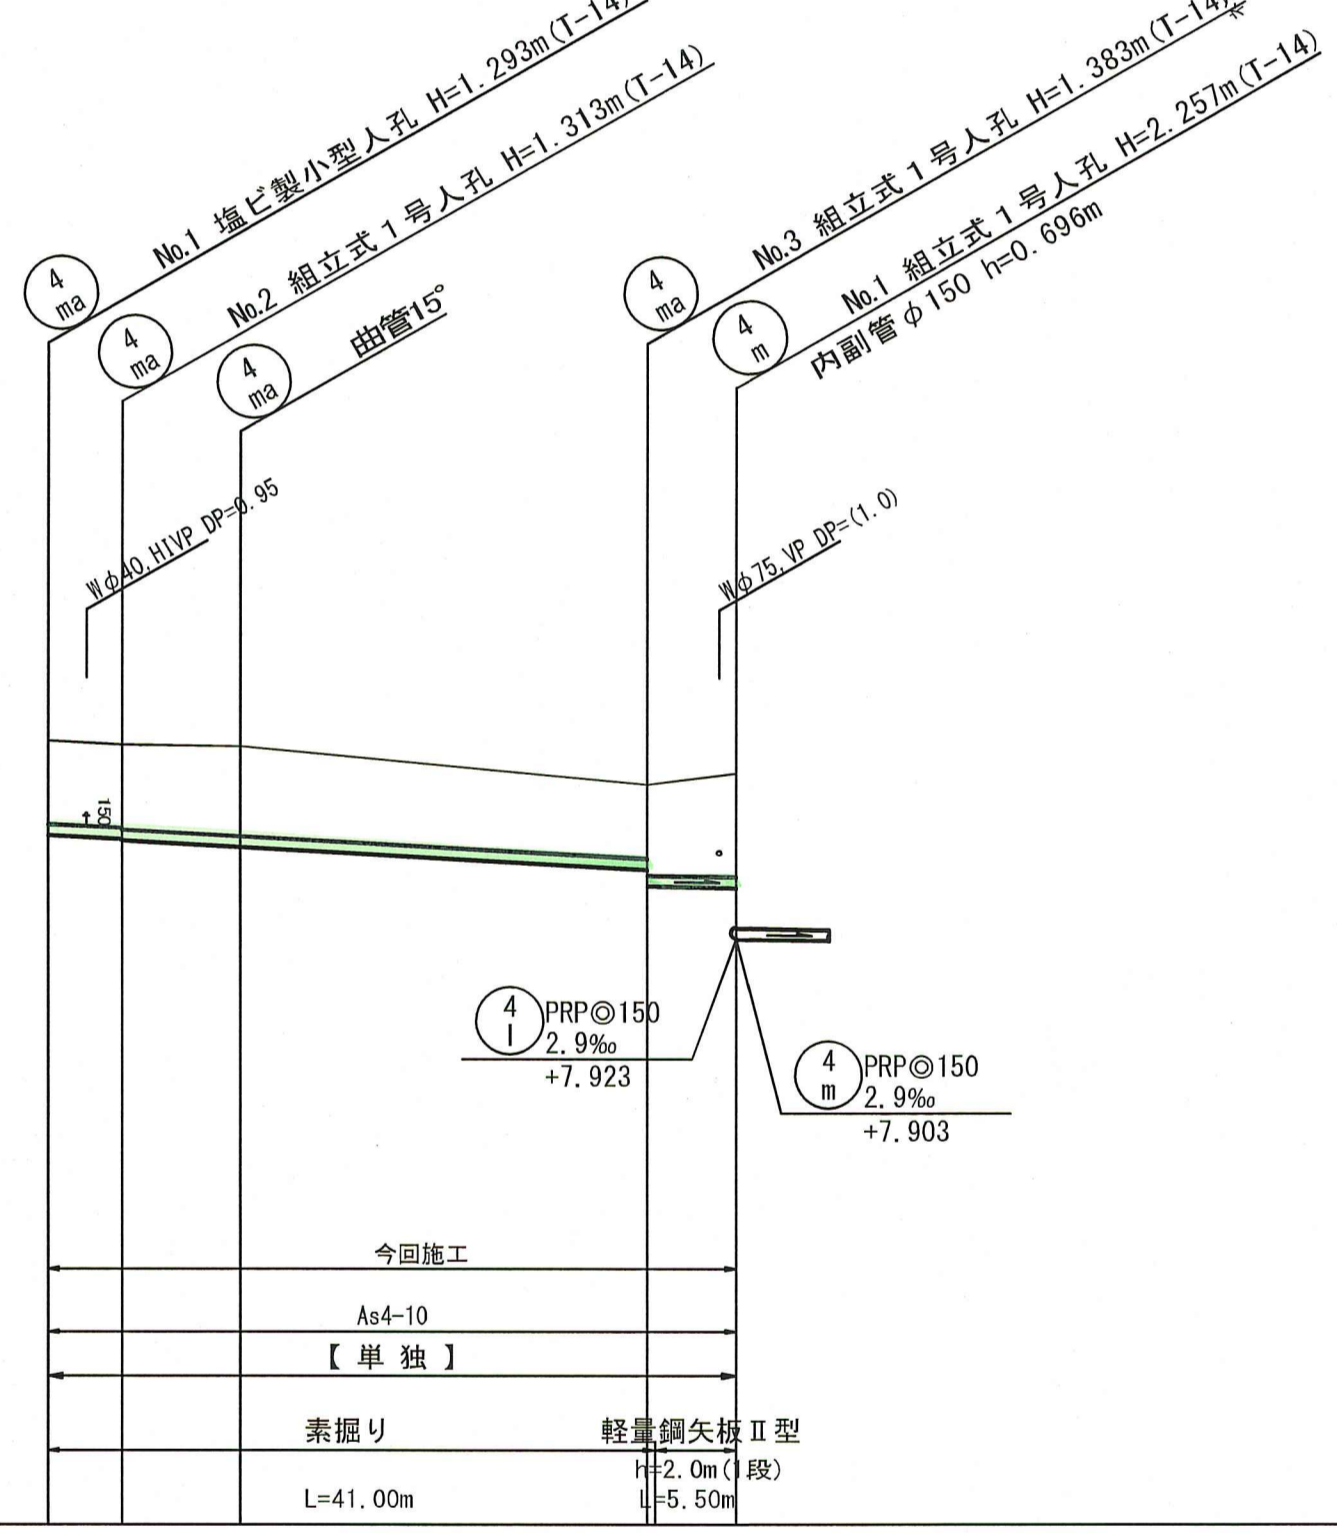 4
ma
№.1 塩ビ製小型人孔 H=1.293m(T-14)
4
ma
№.2 組立式1号人孔 H=1.313m(T-14)
4
ma
曲管15°
4
ma
№.3 組立式1号人孔 H=1.383m(T-14)
4
m
№.1 組立式1号人孔 H=2.257m(T-14)
内副管φ150 h=0.696m
Wφ40,HIVP DP=0.95
Wφ75,VP DP=(1.0)
150
4
l
PRP◎150
2.9‰
+7.923
4
m
PRP◎150
2.9‰
+7.903
今回施工
As4-10
【 単 独 】
素掘り
軽量鋼矢板Ⅱ型
h=2.0m(1段)
L=41.00m
L=5.50m